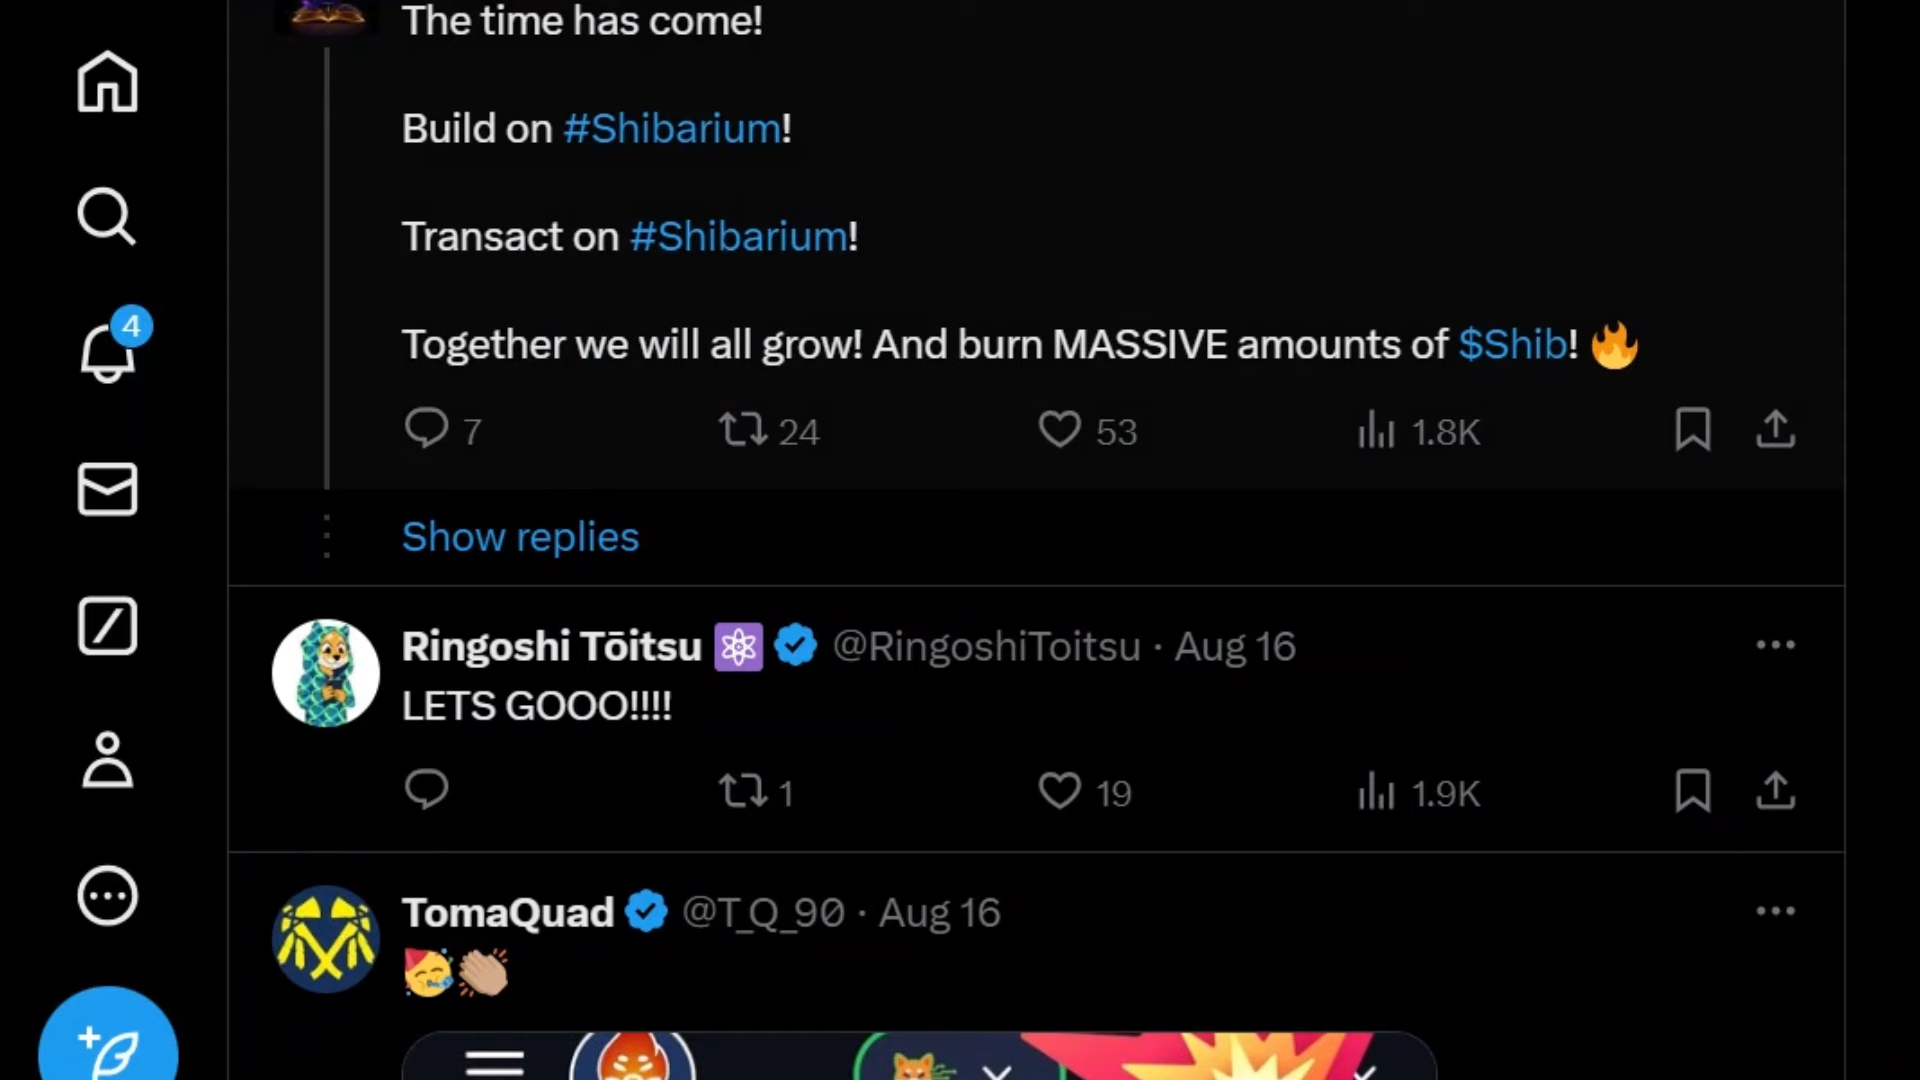 The time has come!
Build on #Shibarium!
Transact on #Shibarium!
4
Together we will all grow! And burn MASSIVE amounts of $Shib! 🔥
7 24 53 1.8K
Show replies
Ringoshi Tōitsu ⚛️ @RingoshiToitsu · Aug 16
LETS GOOO!!!!
1 19 1.9K
TomaQuad @T_Q_90 · Aug 16
🥳👏🏼